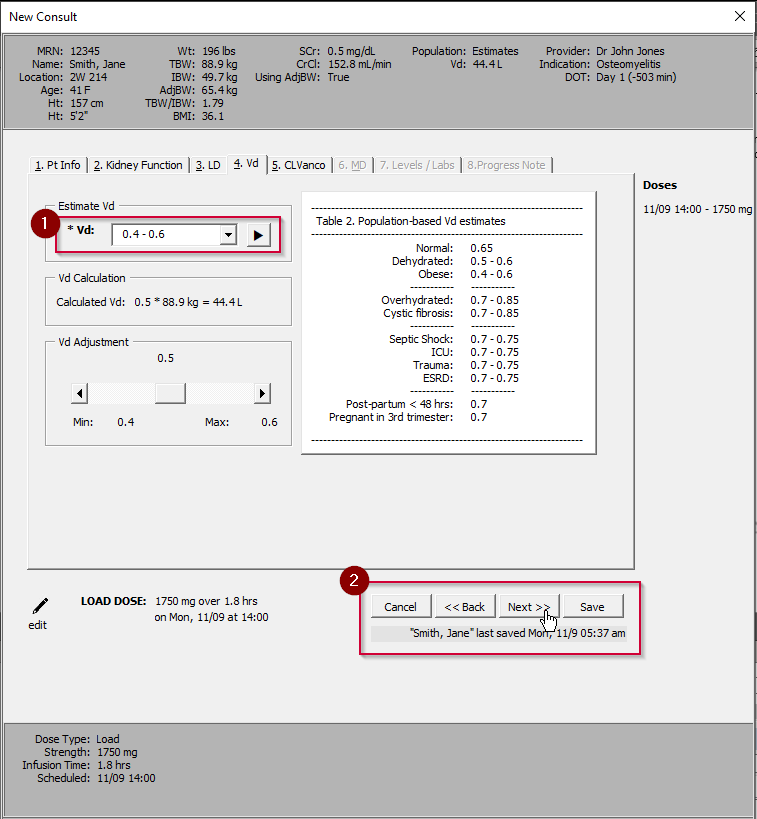 New Consult
MRN: 12345
Name: Smith, Jane
Location: 2W 214
Age: 41 F
Ht: 157 cm
Ht: 5'2"
Wt: 196 lbs
TBW: 88.9 kg
IBW: 49.7 kg
AdjBW: 65.4 kg
TBW/IBW: 1.79
BMI: 36.1
SCr: 0.5 mg/dL
CrCl: 152.8 mL/min
Using AdjBW: True
Population: Estimates
Vd: 44.4 L
Provider: Dr John Jones
Indication: Osteomyelitis
DOT: Day 1 (-503 min)
1. Pt Info
2. Kidney Function
3. LD
4. Vd
5. CLVanco
6. MD
7. Levels / Labs
8.Progress Note
Estimate Vd
1
* Vd: 0.4 - 0.6
Vd Calculation
Calculated Vd: 0.5 * 88.9 kg = 44.4 L
Vd Adjustment
0.5
Min: 0.4 Max: 0.6
Table 2. Population-based Vd estimates
Normal: 0.65
Dehydrated: 0.5 - 0.6
Obese: 0.4 - 0.6
Overhydrated: 0.7 - 0.85
Cystic fibrosis: 0.7 - 0.85
Septic Shock: 0.7 - 0.75
ICU: 0.7 - 0.75
Trauma: 0.7 - 0.75
ESRD: 0.7 - 0.75
Post-partum < 48 hrs: 0.7
Pregnant in 3rd trimester: 0.7
Doses
11/09 14:00 - 1750 mg
edit
LOAD DOSE: 1750 mg over 1.8 hrs
on Mon, 11/09 at 14:00
2
Cancel
<< Back
Next >>
Save
"Smith, Jane" last saved Mon, 11/9 05:37 am
Dose Type: Load
Strength: 1750 mg
Infusion Time: 1.8 hrs
Scheduled: 11/09 14:00